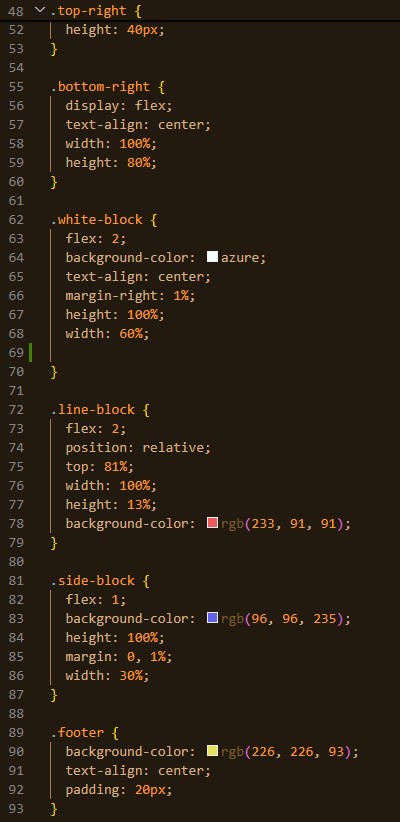 48 .top-right {
52 height: 40px;
53 }
54
55 .bottom-right {
56 display: flex;
57 text-align: center;
58 width: 100%;
59 height: 80%;
60 }
61
62 .white-block {
63 flex: 2;
64 background-color: azure;
65 text-align: center;
66 margin-right: 1%;
67 height: 100%;
68 width: 60%;
69
70 }
71
72 .line-block {
73 flex: 2;
74 position: relative;
75 top: 81%;
76 width: 100%;
77 height: 13%;
78 background-color: rgb(233, 91, 91);
79 }
80
81 .side-block {
82 flex: 1;
83 background-color: rgb(96, 96, 235);
84 height: 100%;
85 margin: 0, 1%;
86 width: 30%;
87 }
88
89 .footer {
90 background-color: rgb(226, 226, 93);
91 text-align: center;
92 padding: 20px;
93 }